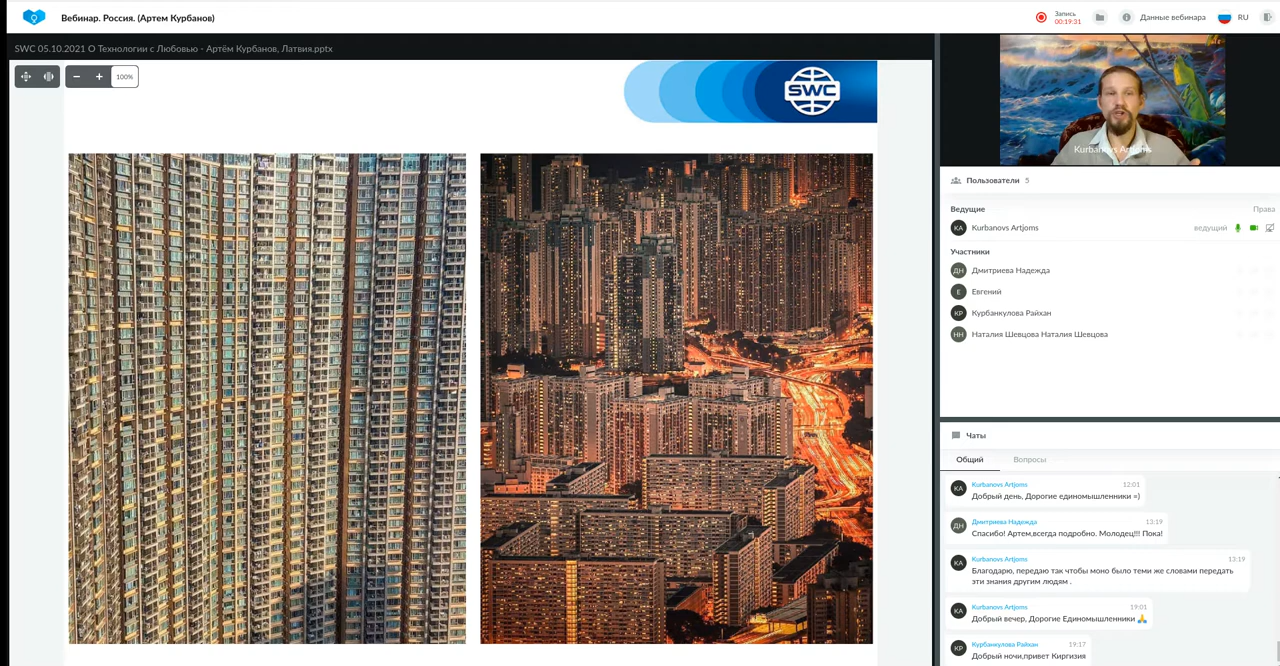 Вебинар. Россия. (Артем Курбанов)
Запись
00:19:31
Данные вебинара
RU
SWC 05.10.2021 О Технологии с Любовью - Артём Курбанов, Латвия.pptx
100%
SWC
Kurbanovs Artjoms
Пользователи 5
Ведущие Права
KA Kurbanovs Artjoms ведущий
Участники
ДН Дмитриева Надежда
Е Евгений
КР Курбанкулова Райхан
НН Наталия Шевцова Наталия Шевцова
Чаты
Общий Вопросы
KA Kurbanovs Artjoms 12:01
Добрый день, Дорогие единомышленники =)
ДН Дмитриева Надежда 13:19
Спасибо! Артем,всегда подробно. Молодец!!! Пока!
KA Kurbanovs Artjoms 13:19
Благодарю, передаю так чтобы моно было теми же словами передать
эти знания другим людям .
KA Kurbanovs Artjoms 19:01
Добрый вечер, Дорогие Единомышленники 🙏
КР Курбанкулова Райхан 19:17
Добрый ночи,привет Киргизия